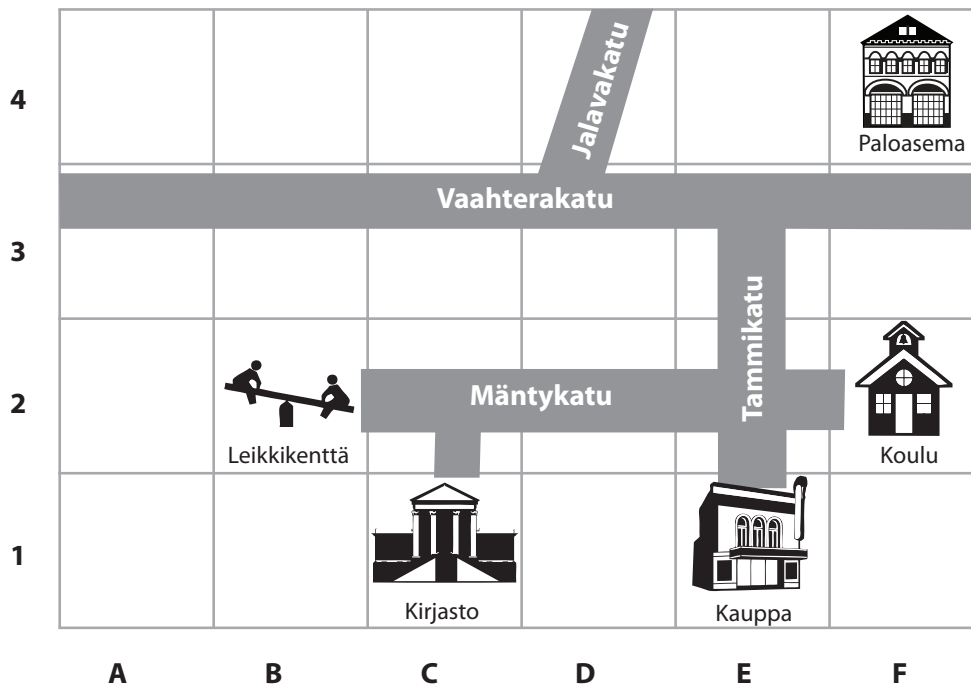 4
Jalavakatu
Paloasema
Vaahterakatu
3
Tammikatu
2
Mäntykatu
Leikkikenttä
Koulu
1
Kirjasto
Kauppa
A B C D E F